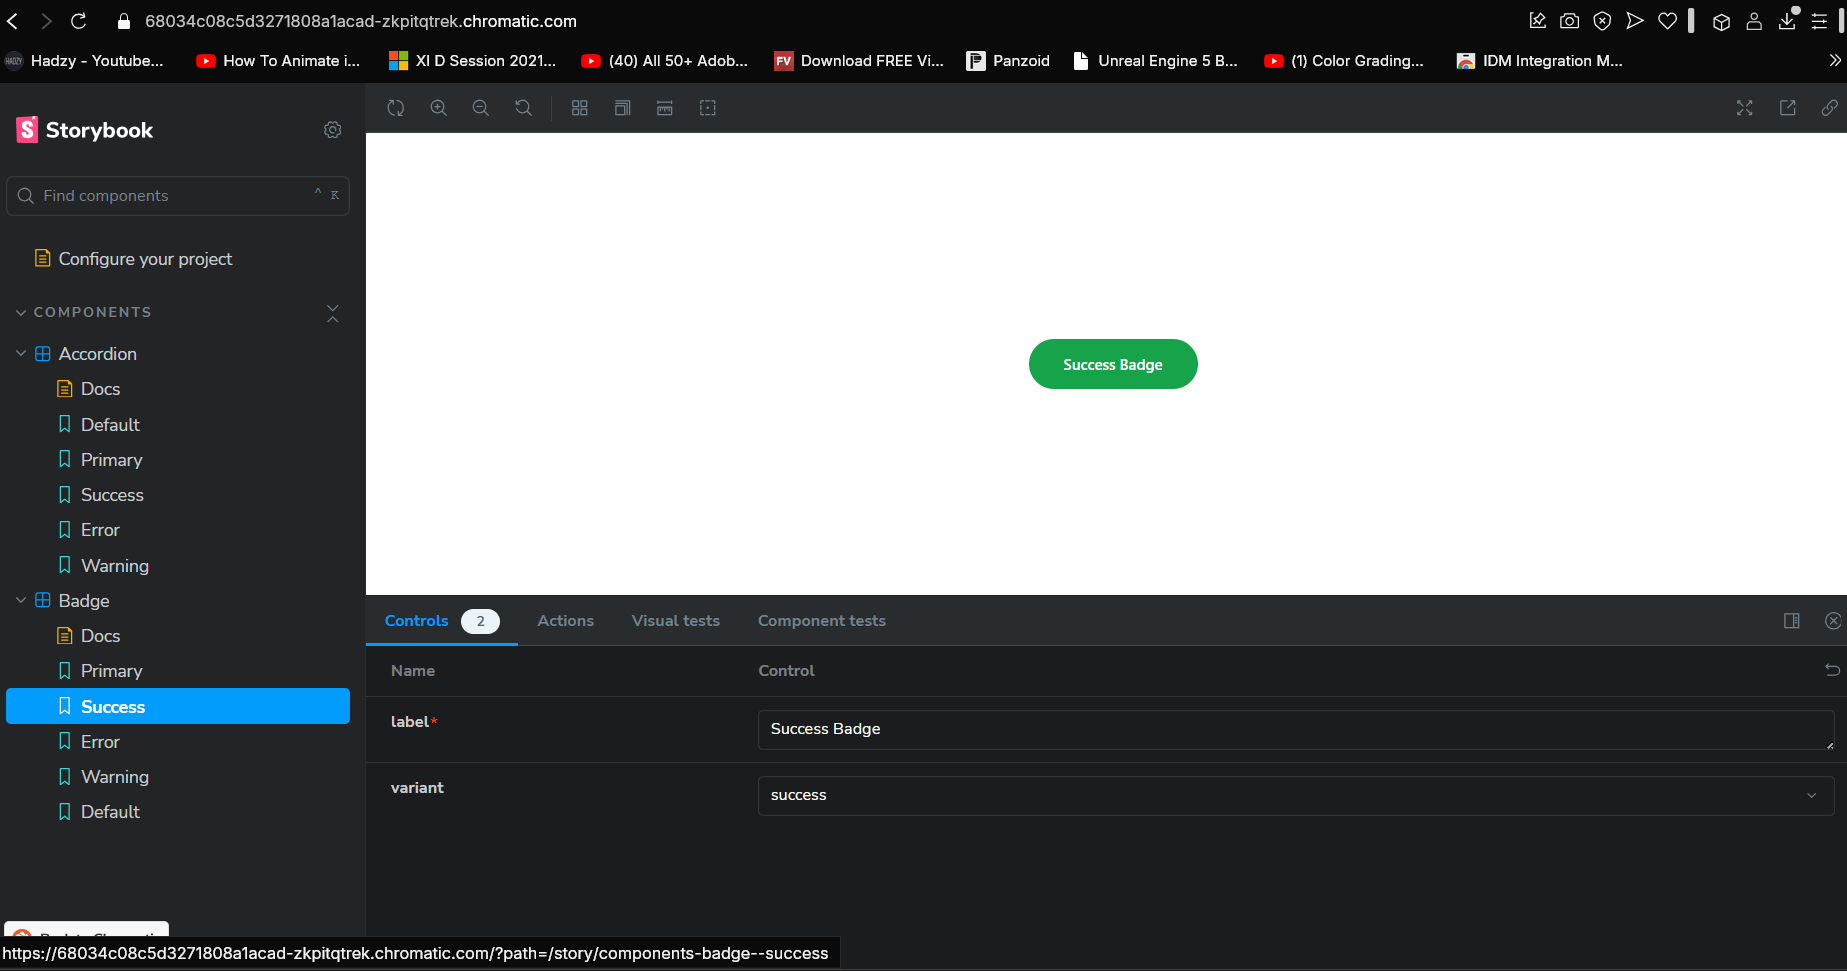 68034c08c5d3271808a1acad-zkpitqtrek.chromatic.com
Hadzy - Youtube... How To Animate i... XI D Session 2021... (40) All 50+ Adob... FV Download FREE Vi... Panzoid Unreal Engine 5 B... (1) Color Grading... IDM Integration M...
Storybook
Find components ^ K
Configure your project
COMPONENTS
Accordion
Docs
Default
Primary
Success
Error
Warning
Badge
Docs
Primary
Success
Error
Warning
Default
Success Badge
Controls 2 Actions Visual tests Component tests
Name Control
label* Success Badge
variant success
https://68034c08c5d3271808a1acad-zkpitqtrek.chromatic.com/?path=/story/components-badge--success